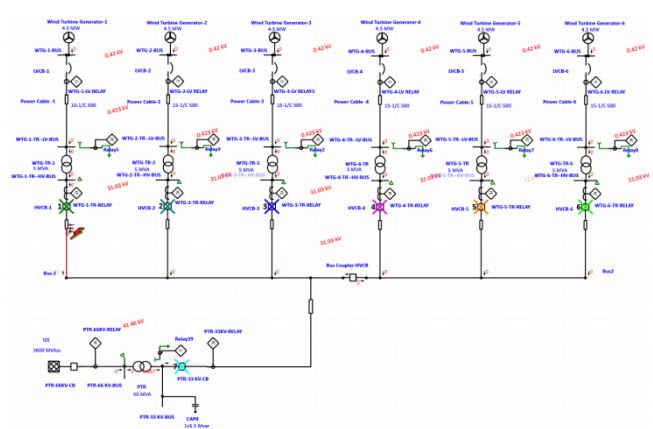 Wind Turbine Generator-1 Wind Turbine Generator-2 Wind Turbine Generator-3 Wind Turbine Generator-4 Wind Turbine Generator-5 Wind Turbine Generator-6
4.5 MW 4.5 MW 4.5 MW 4.5 MW 4.5 MW 4.5 MW
WTG-1-BUS 0.42 kV WTG-2-BUS 0.42 kV WTG-3-BUS 0.42 kV WTG-4-BUS 0.42 kV WTG-5-BUS 0.42 kV WTG-6-BUS 0.42 kV
LVCB-1 LVCB-2 LVCB-3 LVCB-4 LVCB-5 LVCB-6
WTG-1-LV RELAY WTG-2-LV RELAY WTG-3-LV RELAY3 WTG-4-LV RELAY WTG-5-LV RELAY WTG-6-LV RELAY
Power Cable -1 Power Cable-2 Power Cable-3 Power Cable -4 Power Cable-5 Power Cable-6
15-1/C 500 15-1/C 500 15-1/C 500 15-1/C 500 15-1/C 500 15-1/C 500
0.423 kV 0.423 kV 0.423 kV 0.423 kV 0.423 kV 0.423 kV
WTG-1-TR--LV-BUS WTG-2-TR--LV-BUS WTG-3-TR--LV-BUS WTG-4-TR--LV-BUS WTG-5-TR--LV-BUS WTG-6-TR--LV-BUS
Relay5 Relay7
WTG-TR-1 WTG-TR-2 WTG-TR-3 WTG-4-TR WTG-TR-5 WTG-TR-6
5 MVA 5 MVA 5 MVA 5 MVA 5 MVA 5 MVA
WTG-1-TR--HV-BUS WTG-2-TR--HV-BUS WTG-3-TR--HV-BUS WTG-4-TR--HV-BUS WTG-5-TR--HV-BUS WTG-6-TR--HV-BUS
31.03 kV 31.03 kV 31.03 kV
HVCB-1 1 WTG-1-TR-RELAY HVCB-2 2 WTG-2-TR-RELAY HVCB-3 3 WTG-3-TR-RELAY HVCB-4 4 WTG-4-TR-RELAY HVCB-5 5 WTG-5-TR-RELAY HVCB-6 6 WTG-6-TR-RELAY
31.03 kV
Bus-1 Bus Coupler-HVCB Bus2
41.46 kV
PTR-66KV-RELAY Relay19 PTR-33KV-RELAY
U1
3600 MVAsc
PTR-66KV-CB PTR-66 KV-BUS PTR PTR-33 KV-CB
10 MVA
PTR-33 KV-BUS CAP4
1x5.5 Mvar